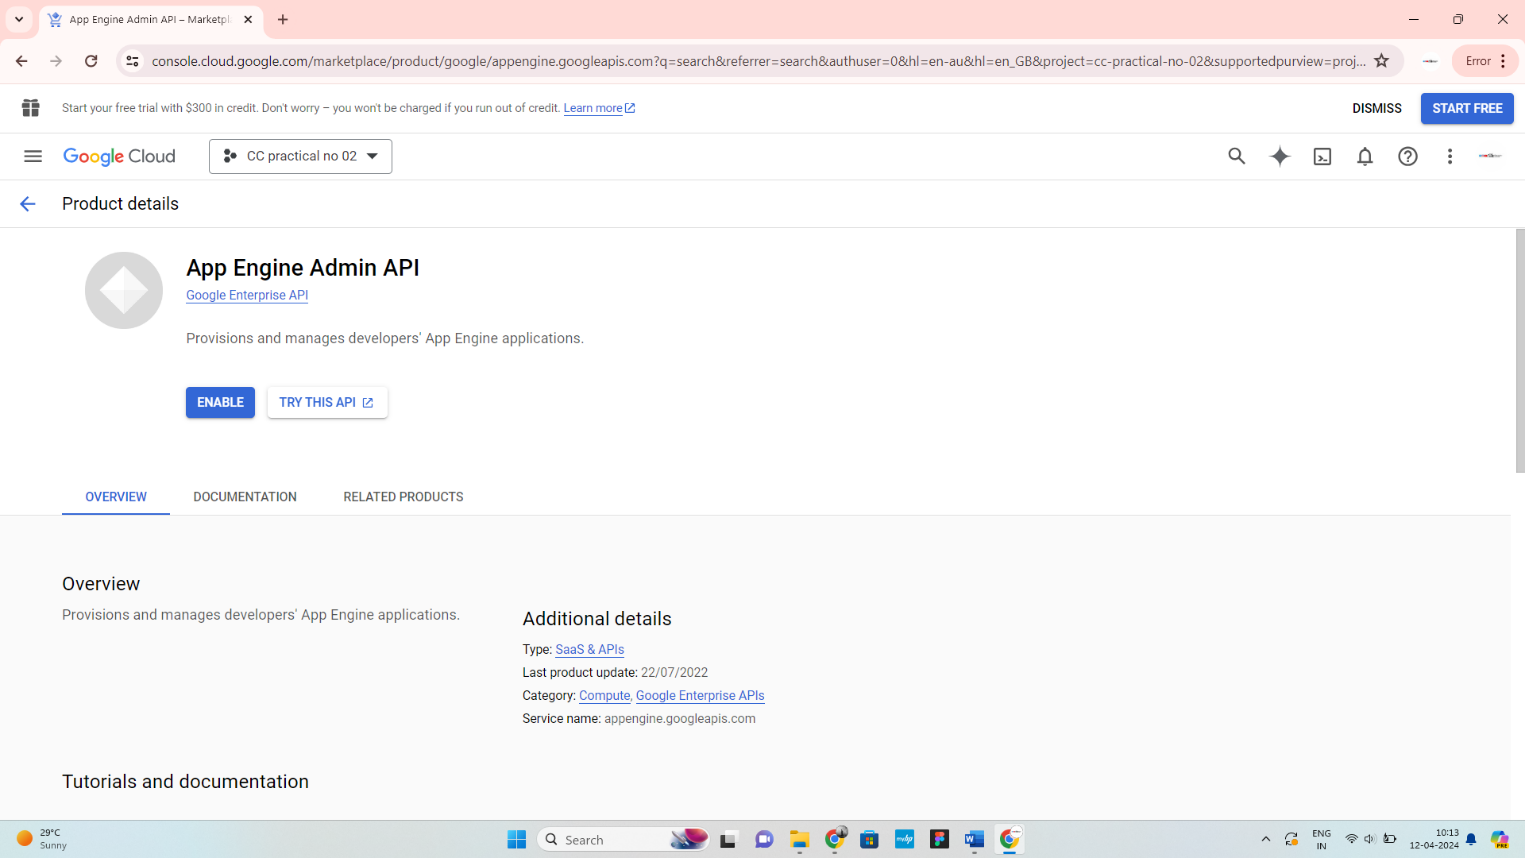 App Engine Admin API – Marketpl
console.cloud.google.com/marketplace/product/google/appengine.googleapis.com?q=search&referrer=search&authuser=0&hl=en-au&hl=en_GB&project=cc-practical-no-02&supportedpurview=proj...
Error
Start your free trial with $300 in credit. Don't worry – you won't be charged if you run out of credit. Learn more
DISMISS
START FREE
Google Cloud
CC practical no 02
Product details
App Engine Admin API
Google Enterprise API
Provisions and manages developers' App Engine applications.
ENABLE
TRY THIS API
OVERVIEW
DOCUMENTATION
RELATED PRODUCTS
Overview
Provisions and manages developers' App Engine applications.
Additional details
Type: SaaS & APIs
Last product update: 22/07/2022
Category: Compute, Google Enterprise APIs
Service name: appengine.googleapis.com
Tutorials and documentation
29°C
Sunny
Search
myhp
ENG
IN
10:13
12-04-2024
PRE